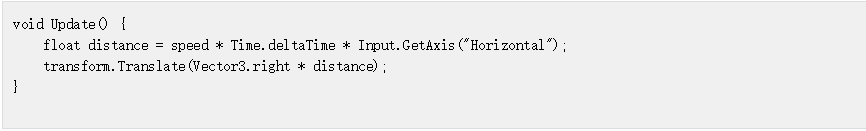 void Update() {
    float distance = speed * Time.deltaTime * Input.GetAxis("Horizontal");
    transform.Translate(Vector3.right * distance);
}